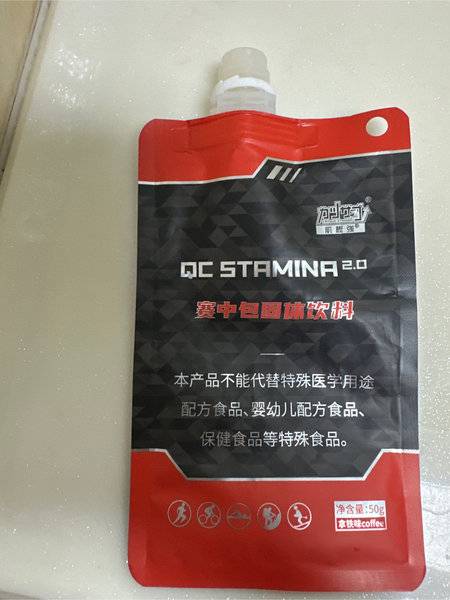 肌觉强®
QC STAMINA 2.0
赛中包固体饮料
本产品不能代替特殊医学用途
配方食品、婴幼儿配方食品、
保健食品等特殊食品。
净含量:50g
拿铁味coffee